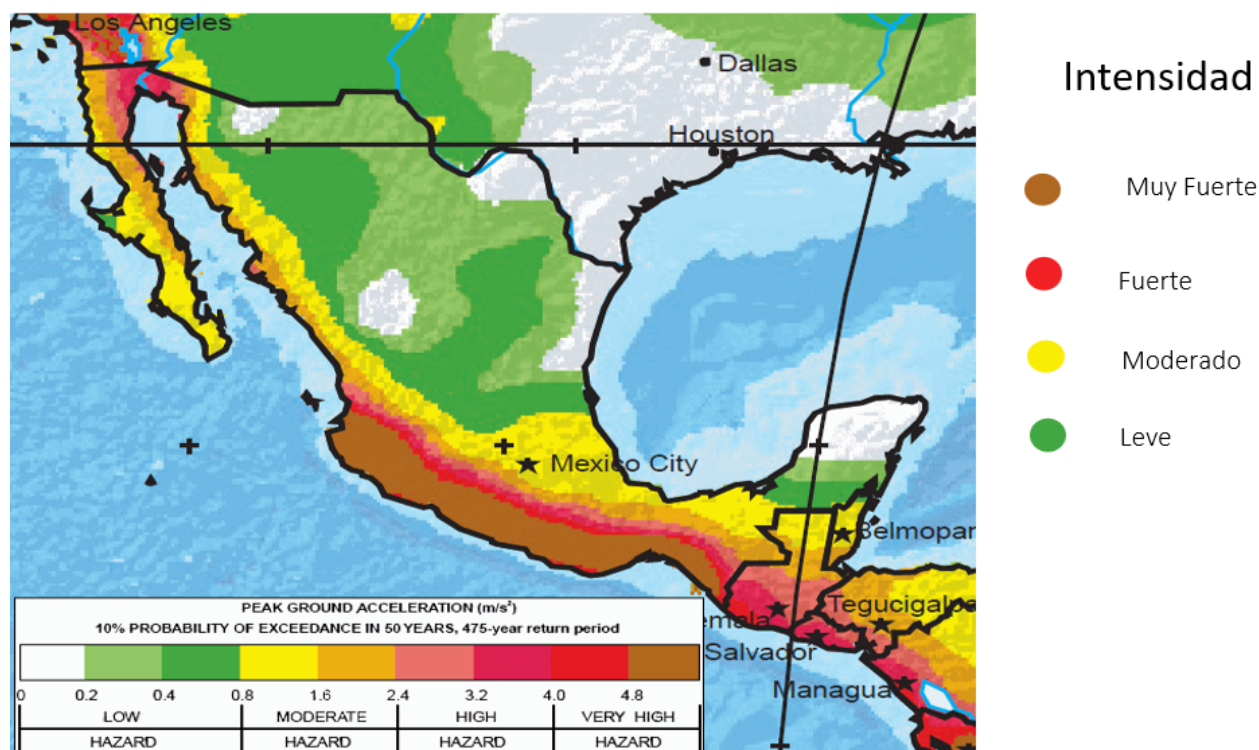 Los Angeles
Dallas
Houston
Mexico City
Belmopan
Tegucigalpa
emala
Salvador
Managua
Intensidad
Muy Fuerte
Fuerte
Moderado
Leve
PEAK GROUND ACCELERATION (m/s²)
10% PROBABILITY OF EXCEEDANCE IN 50 YEARS, 475-year return period
0 0.2 0.4 0.8 1.6 2.4 3.2 4.0 4.8
LOW MODERATE HIGH VERY HIGH
HAZARD HAZARD HAZARD HAZARD